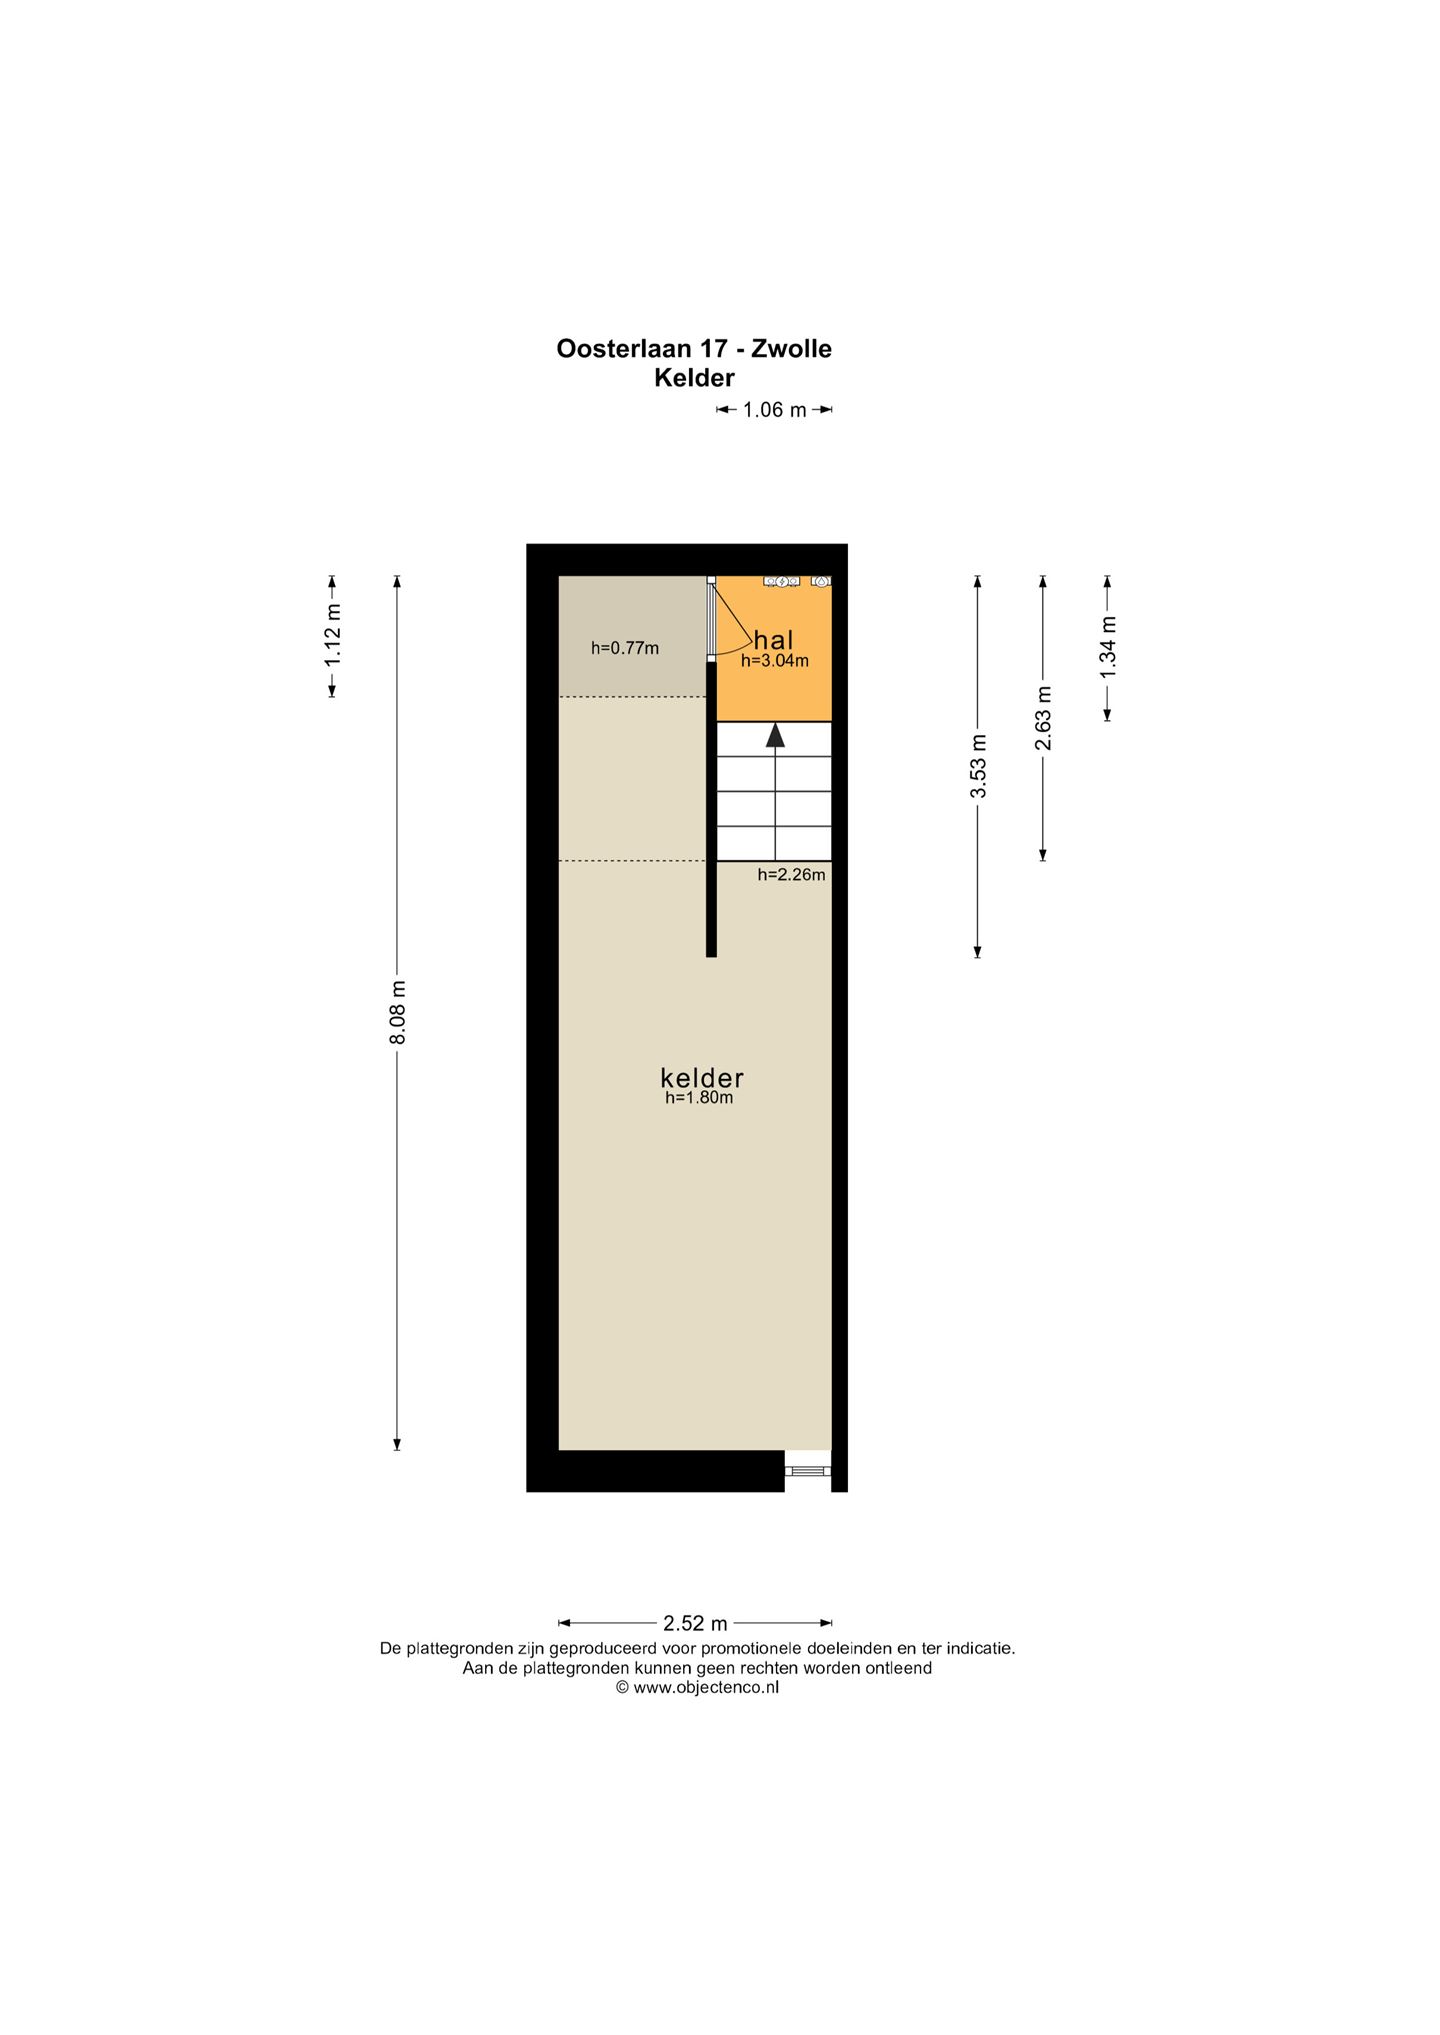 Oosterlaan 17 - Zwolle
Kelder
1.06 m
1.12 m
8.08 m
h=0.77m
hal
h=3.04m
1.34 m
2.63 m
3.53 m
h=2.26m
kelder
h=1.80m
2.52 m
De plattegronden zijn geproduceerd voor promotionele doeleinden en ter indicatie.
Aan de plattegronden kunnen geen rechten worden ontleend
© www.objectenco.nl